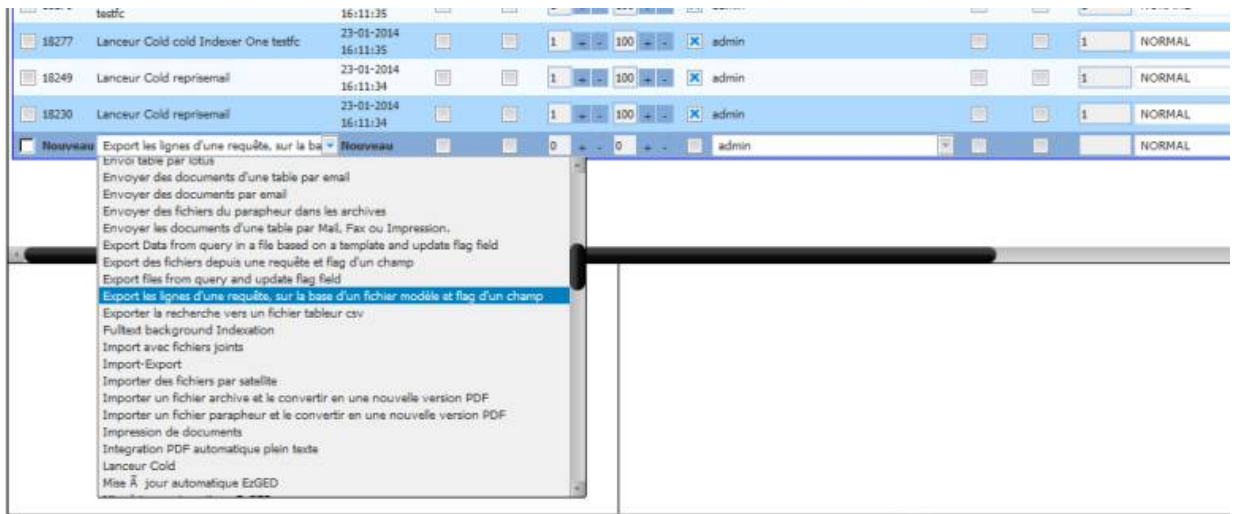 testfc 16:11:35
18277 Lanceur Cold cold Indexer One testfc 23-01-2014 16:11:35 1 + - 100 + - admin 1 NORMAL
18249 Lanceur Cold reprisemail 23-01-2014 16:11:34 1 + - 100 + - admin 1 NORMAL
18230 Lanceur Cold reprisemail 23-01-2014 16:11:34 1 + - 100 + - admin 1 NORMAL
Nouveau Export les lignes d'une requête, sur la ba Nouveau 0 + - 0 + - admin NORMAL
Envoi table par lotus
Envoyer des documents d'une table par email
Envoyer des documents par email
Envoyer des fichiers du parapheur dans les archives
Envoyer les documents d'une table par Mail, Fax ou Impression.
Export Data from query in a file based on a template and update flag field
Export des fichiers depuis une requête et flag d'un champ
Export files from query and update flag field
Export les lignes d'une requête, sur la base d'un fichier modèle et flag d'un champ
Exporter la recherche vers un fichier tableur csv
Fulltext background Indexation
Import avec fichiers joints
Import-Export
Importer des fichiers par satellite
Importer un fichier archive et le convertir en une nouvelle version PDF
Importer un fichier parapheur et le convertir en une nouvelle version PDF
Impression de documents
Integration PDF automatique plein texte
Lanceur Cold
Mise Ã jour automatique EzGED